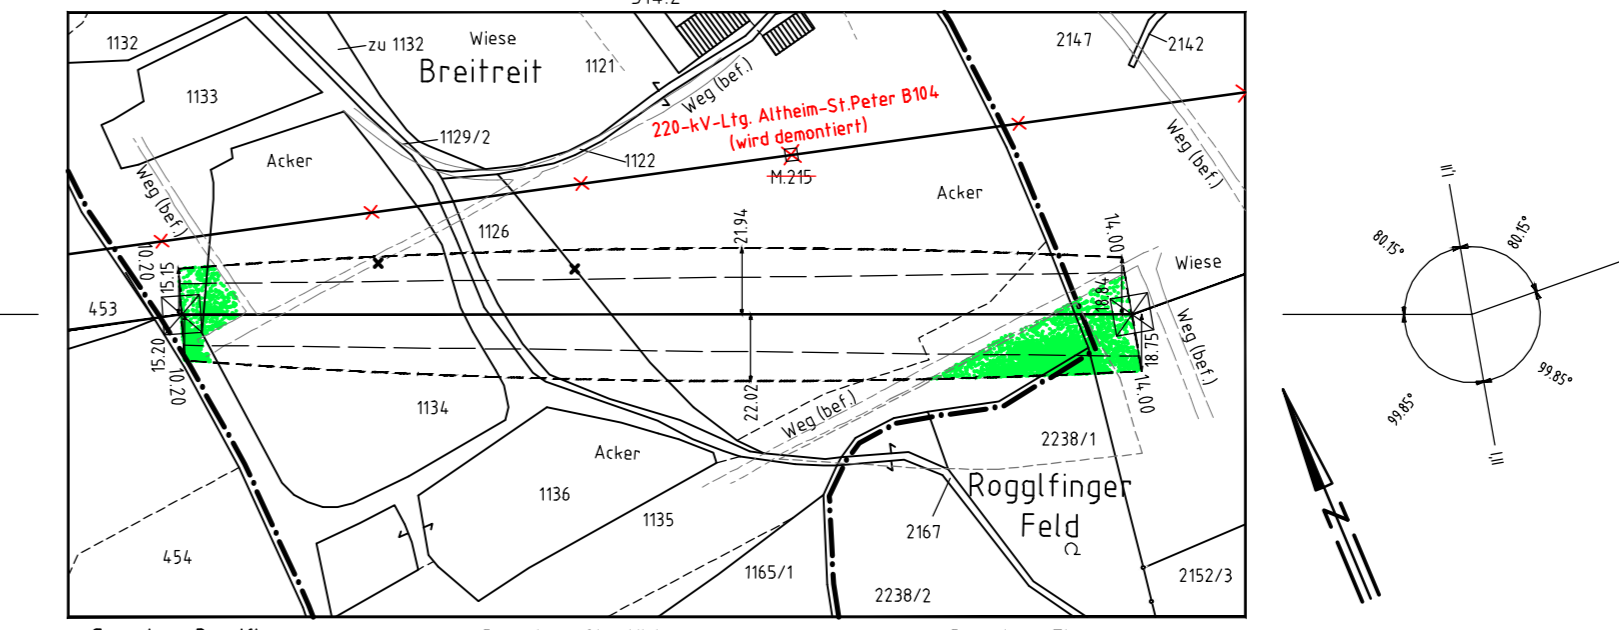 1132
zu 1132
Wiese
Breitreit
1121
2147
2142
1133
Weg (bef.)
220-kV-Ltg. Altheim-St.Peter B104
(wird demontiert)
1129/2
1122
M.215
Acker
Weg (bef.)
Weg (bef.)
Acker
1126
21.94
14.00
Wiese
10.20
15.15
453
18.84
15.20
10.20
18.75
14.00
Weg (bef.)
22.02
1134
Weg (bef.)
2238/1
Acker
1136
1135
Rogglfinger
Feld
2167
454
1165/1
2238/2
2152/3
80.15°
80.15°
99.85°
99.85°
N